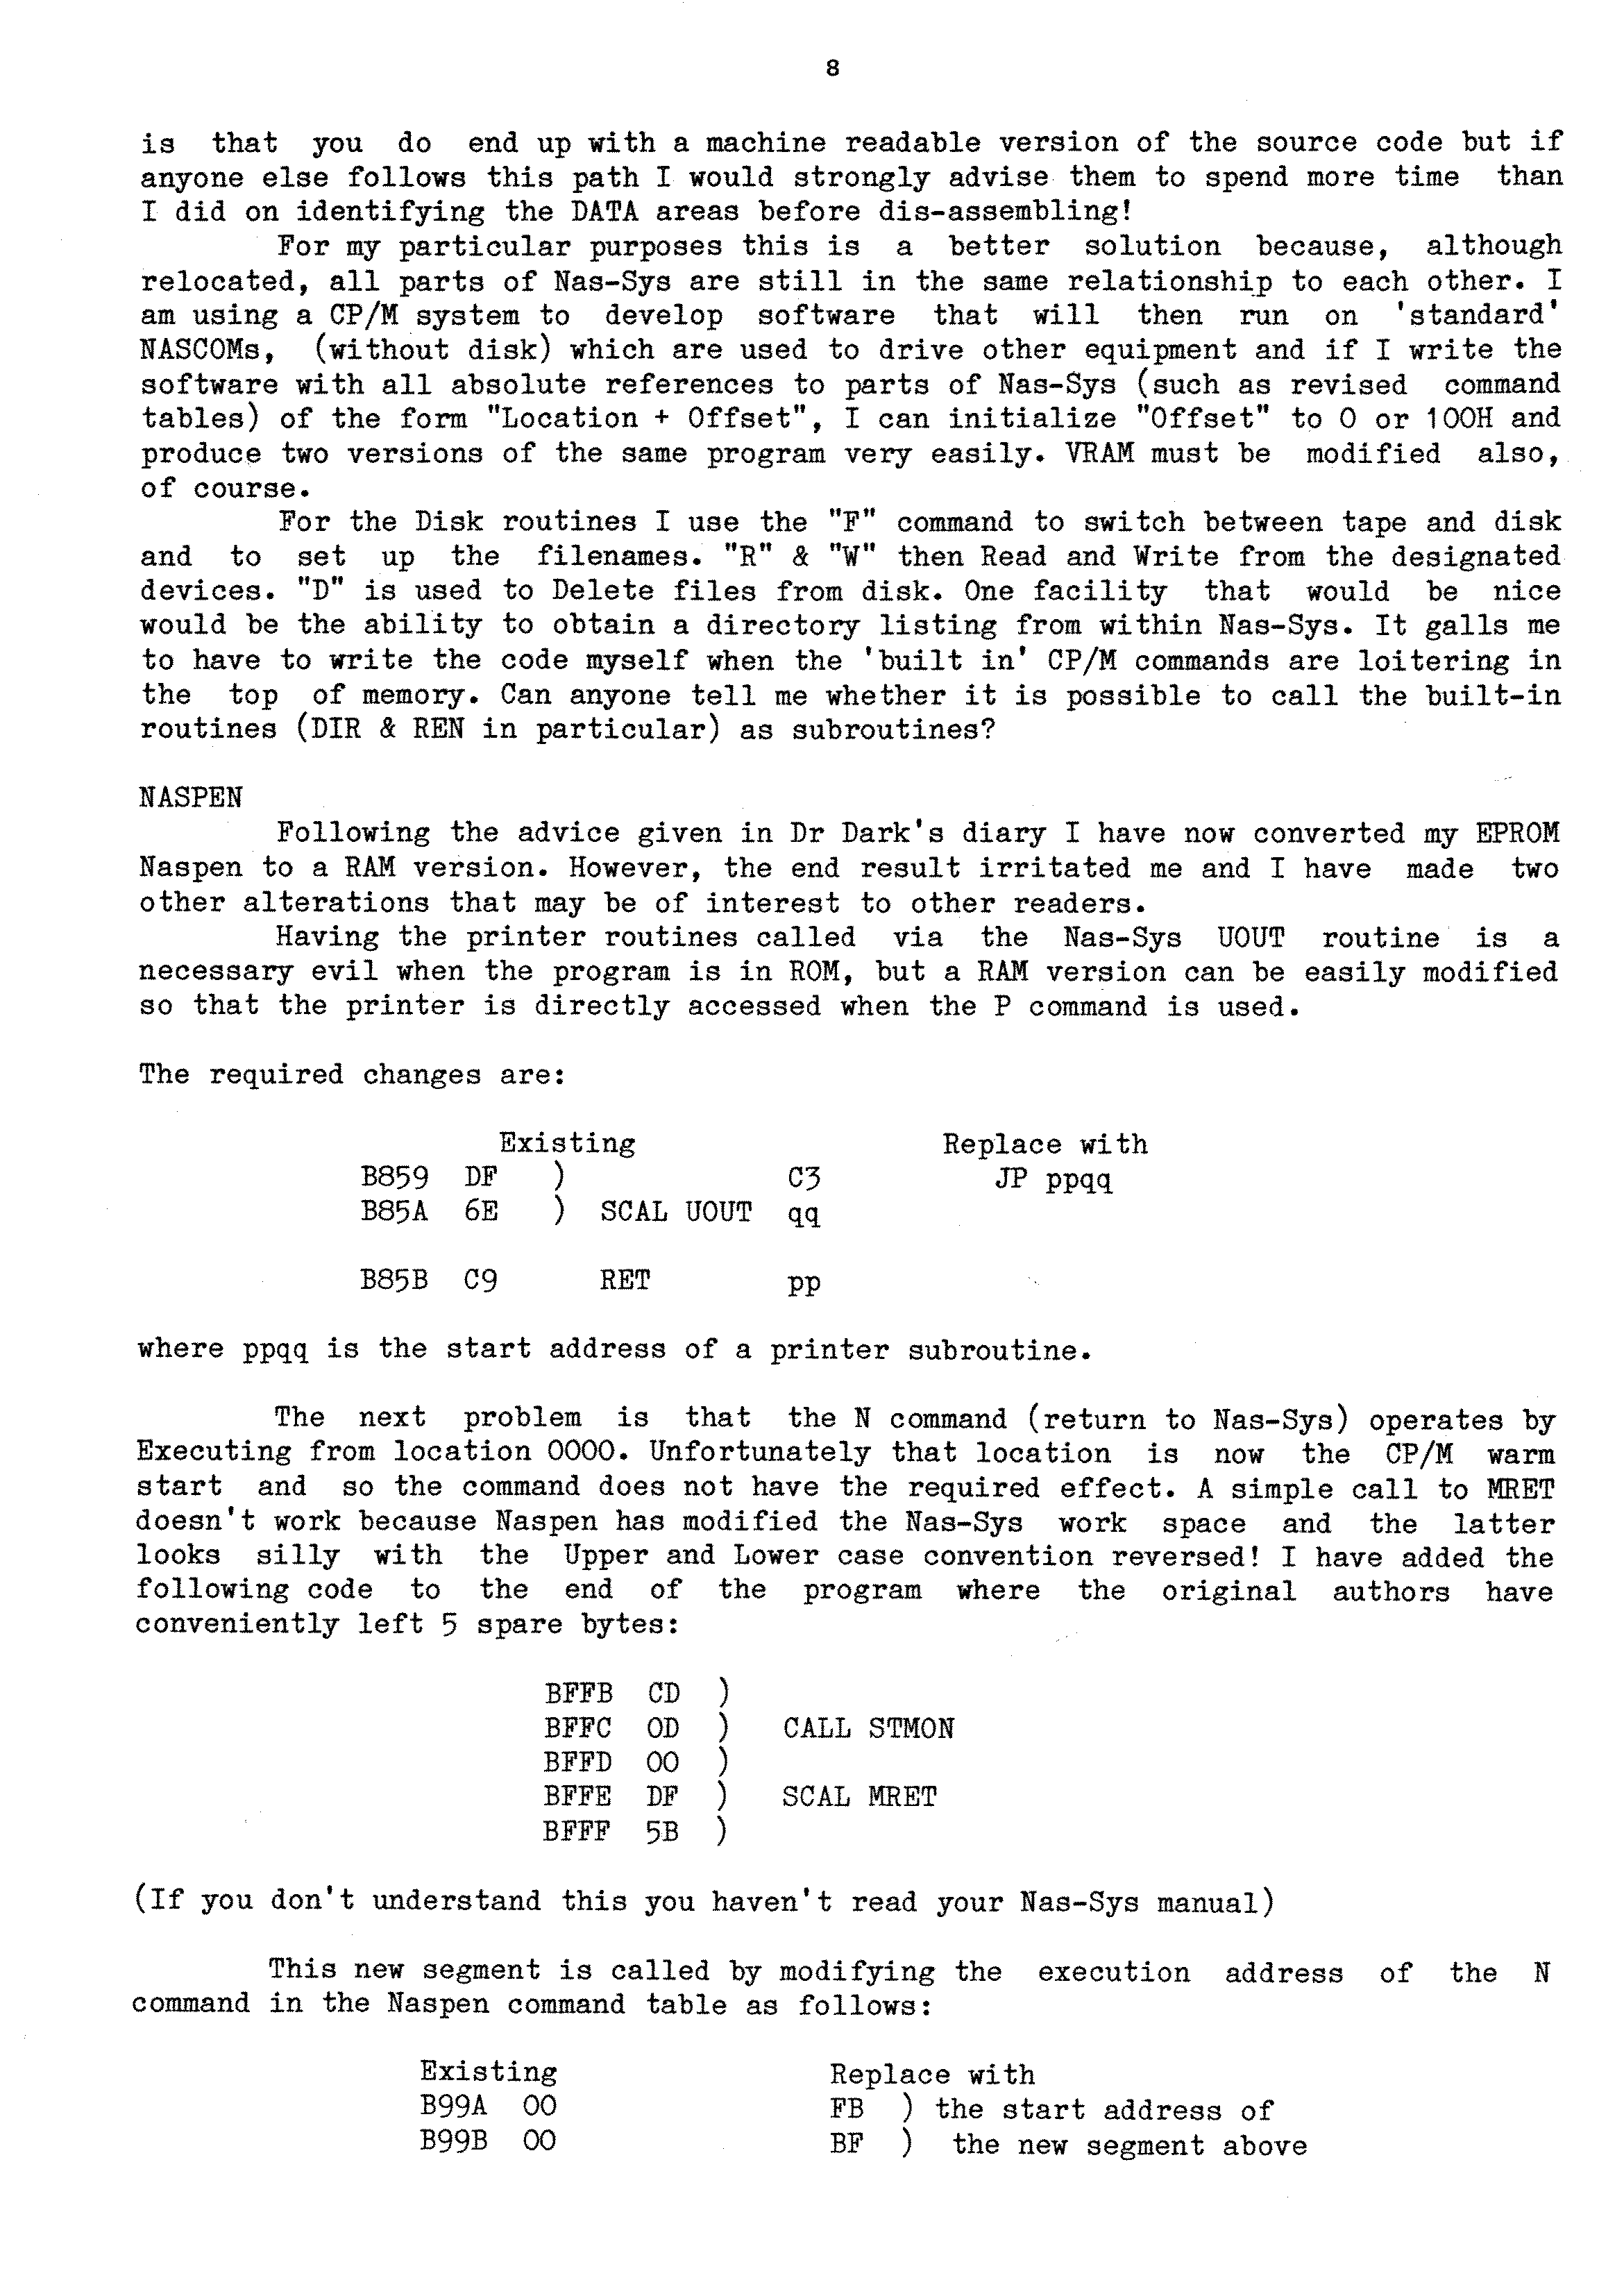 8
is that you do end up with a machine readable version of the source code but if
anyone else follows this path I would strongly advise them to spend more time than
I did on identifying the DATA areas before dis-assembling!
For my particular purposes this is a better solution because, although
relocated, all parts of Nas-Sys are still in the same relationship to each other. I
am using a CP/M system to develop software that will then run on 'standard'
NASCOMs, (without disk) which are used to drive other equipment and if I write the
software with all absolute references to parts of Nas-Sys (such as revised command
tables) of the form "Location + Offset", I can initialize "Offset" to 0 or 100H and
produce two versions of the same program very easily. VRAM must be modified also,
of course.
For the Disk routines I use the "F" command to switch between tape and disk
and to set up the filenames. "R" & "W" then Read and Write from the designated
devices. "D" is used to Delete files from disk. One facility that would be nice
would be the ability to obtain a directory listing from within Nas-Sys. It galls me
to have to write the code myself when the 'built in' CP/M commands are loitering in
the top of memory. Can anyone tell me whether it is possible to call the built-in
routines (DIR & REN in particular) as subroutines?
NASPEN
Following the advice given in Dr Dark's diary I have now converted my EPROM
Naspen to a RAM version. However, the end result irritated me and I have made two
other alterations that may be of interest to other readers.
Having the printer routines called via the Nas-Sys UOUT routine is a
necessary evil when the program is in ROM, but a RAM version can be easily modified
so that the printer is directly accessed when the P command is used.
The required changes are:
Existing Replace with
B859 DF ) C3 JP ppqq
B85A 6E ) SCAL UOUT qq
B85B C9 RET pp
where ppqq is the start address of a printer subroutine.
The next problem is that the N command (return to Nas-Sys) operates by
Executing from location 0000. Unfortunately that location is now the CP/M warm
start and so the command does not have the required effect. A simple call to MRET
doesn't work because Naspen has modified the Nas-Sys work space and the latter
looks silly with the Upper and Lower case convention reversed! I have added the
following code to the end of the program where the original authors have
conveniently left 5 spare bytes:
BFFB CD )
BFFC 0D ) CALL STMON
BFFD 00 )
BFFE DF ) SCAL MRET
BFFF 5B )
(If you don't understand this you haven't read your Nas-Sys manual)
This new segment is called by modifying the execution address of the N
command in the Naspen command table as follows:
Existing Replace with
B99A 00 FB ) the start address of
B99B 00 BF ) the new segment above